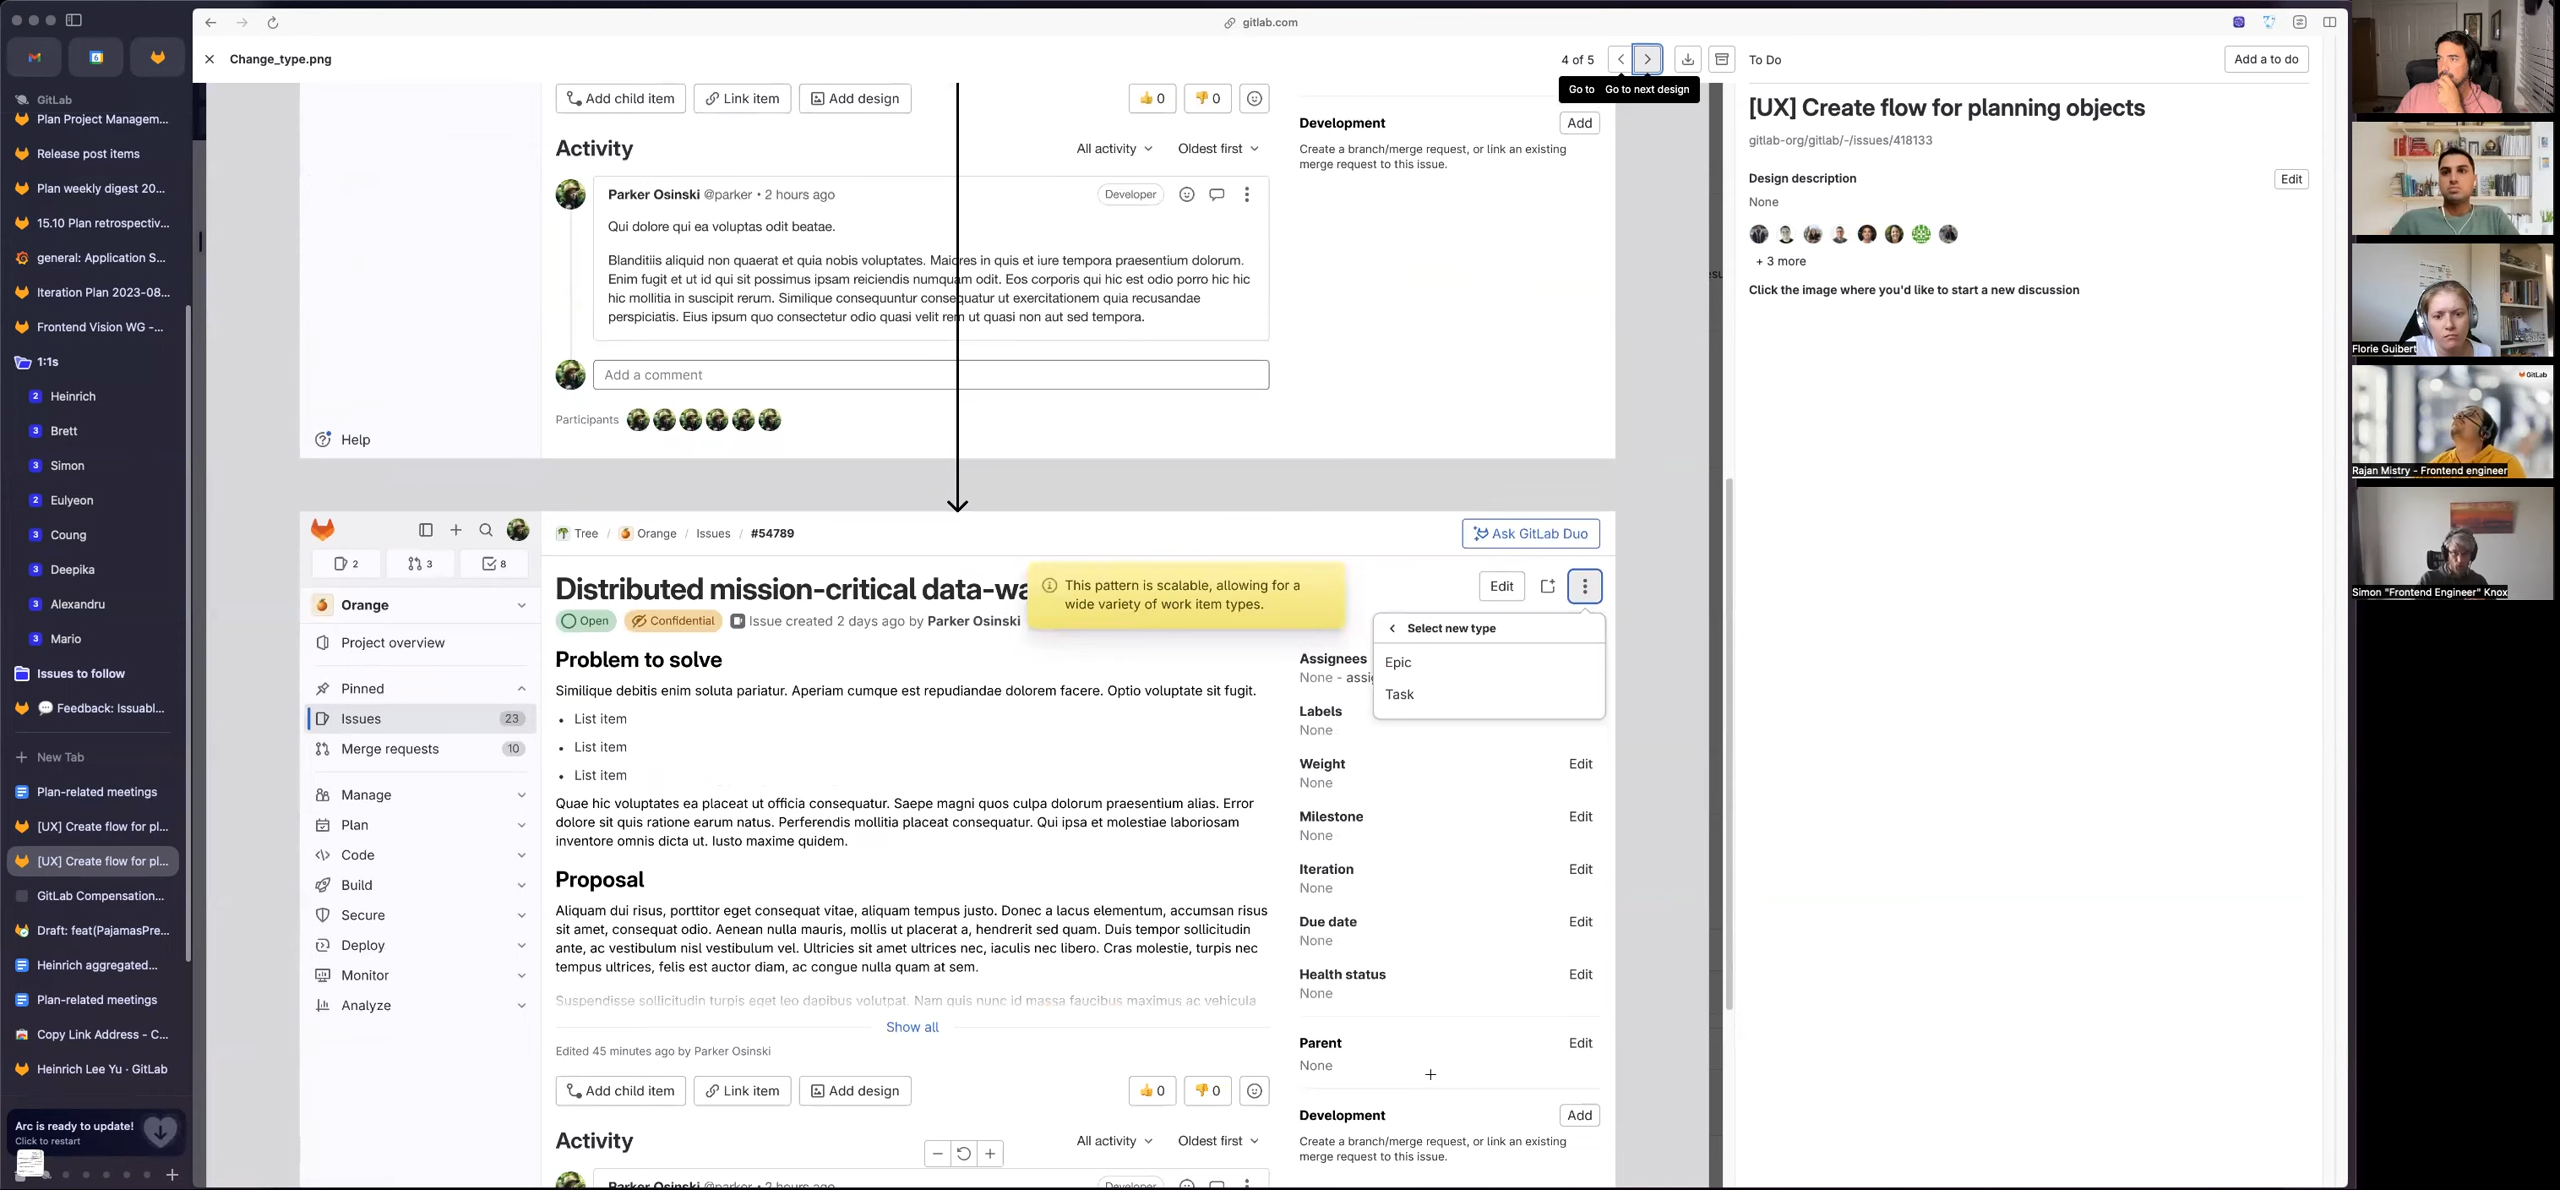 gitlab.com
Change_type.png
4 of 5
To Do
Add a to do
Go to
Go to next design
GitLab
Plan Project Managem...
Release post items
Plan weekly digest 20...
15.10 Plan retrospectiv...
general: Application S...
Iteration Plan 2023-08...
Frontend Vision WG -...
1:1s
2 Heinrich
3 Brett
3 Simon
2 Eulyeon
3 Coung
3 Deepika
3 Alexandru
3 Mario
Issues to follow
💬 Feedback: Issuabl...
New Tab
Plan-related meetings
[UX] Create flow for pl...
[UX] Create flow for pl...
GitLab Compensation...
Draft: feat(PajamasPre...
Heinrich aggregated...
Plan-related meetings
Copy Link Address - C...
Heinrich Lee Yu · GitLab
Arc is ready to update!
Click to restart
Add child item
Link item
Add design
👍 0
👎 0
Activity
All activity
Oldest first
Parker Osinski @parker • 2 hours ago
Developer
Qui dolore qui ea voluptas odit beatae.
Blanditiis aliquid non quaerat et quia nobis voluptates. Maiores in quis et iure tempora praesentium dolorum.
Enim fugit et ut id qui sit possimus ipsam reiciendis numquam odit. Eos corporis qui hic est odio porro hic hic
hic mollitia in suscipit rerum. Similique consequuntur consequatur ut exercitationem quia recusandae
perspiciatis. Eius ipsum quo consectetur odio quasi velit rem ut quasi non aut sed tempora.
Add a comment
Participants
Help
Development
Add
Create a branch/merge request, or link an existing
merge request to this issue.
2
3
8
Orange
Project overview
Pinned
Issues 23
Merge requests 10
Manage
Plan
Code
Build
Secure
Deploy
Monitor
Analyze
Tree / Orange / Issues / #54789
Ask GitLab Duo
Distributed mission-critical data-wa
This pattern is scalable, allowing for a
wide variety of work item types.
Edit
Open
Confidential
Issue created 2 days ago by Parker Osinski
Select new type
Epic
Task
Problem to solve
Similique debitis enim soluta pariatur. Aperiam cumque est repudiandae dolorem facere. Optio voluptate sit fugit.
• List item
• List item
• List item
Quae hic voluptates ea placeat ut officia consequatur. Saepe magni quos culpa dolorum praesentium alias. Error
dolore sit quis ratione earum natus. Perferendis mollitia placeat consequatur. Qui ipsa et molestiae laboriosam
inventore omnis dicta ut. Iusto maxime quidem.
Proposal
Aliquam dui risus, porttitor eget consequat vitae, aliquam tempus justo. Donec a lacus elementum, accumsan risus
sit amet, consequat odio. Aenean nulla mauris, mollis ut placerat a, hendrerit sed quam. Duis tempor sollicitudin
ante, ac vestibulum nisl vestibulum vel. Ultricies sit amet ultrices nec, iaculis nec libero. Cras molestie, turpis nec
tempus ultrices, felis est auctor diam, ac congue nulla quam at sem.
Suspendisse sollicitudin turpis eget leo dapibus volutpat. Nam quis nunc id massa faucibus maximus ac vehicula
Show all
Edited 45 minutes ago by Parker Osinski
Add child item
Link item
Add design
👍 0
👎 0
Activity
All activity
Oldest first
Parker Osinski @parker • 2 hours ago
Developer
Assignees
None - assig
Labels
None
Weight
Edit
None
Milestone
Edit
None
Iteration
Edit
None
Due date
Edit
None
Health status
Edit
None
Parent
Edit
None
Development
Add
Create a branch/merge request, or link an existing
merge request to this issue.
[UX] Create flow for planning objects
gitlab-org/gitlab/-/issues/418133
Design description
Edit
None
+ 3 more
Click the image where you'd like to start a new discussion
Florie Guibert
GitLab
Rajan Mistry - Frontend engineer
Simon "Frontend Engineer" Knox